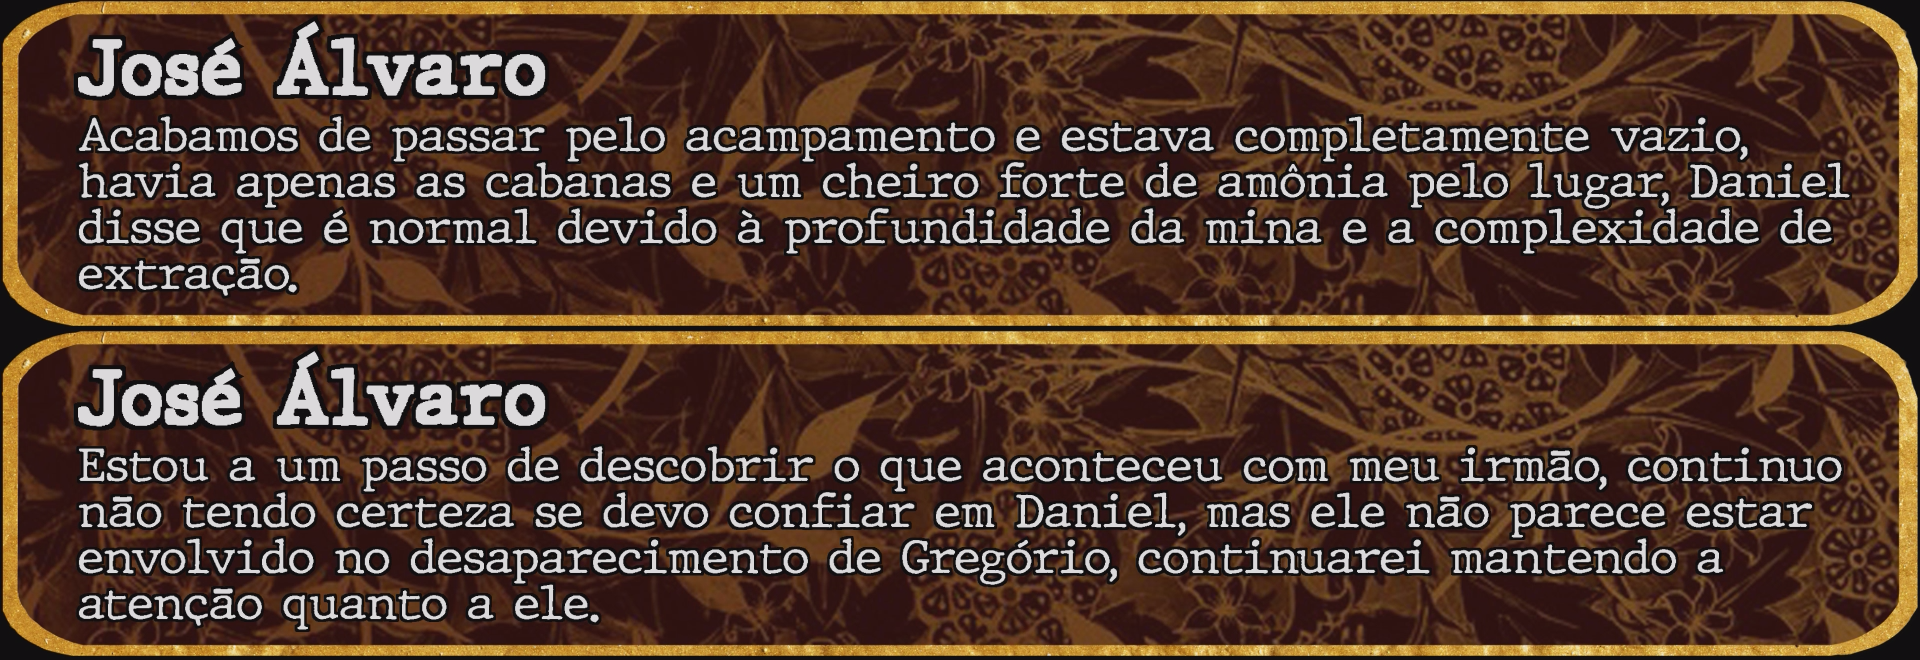 José Álvaro
Acabamos de passar pelo acampamento e estava completamente vazio,
havia apenas as cabanas e um cheiro forte de amônia pelo lugar, Daniel
disse que é normal devido à profundidade da mina e a complexidade de
extração.
José Álvaro
Estou a um passo de descobrir o que aconteceu com meu irmão, continuo
não tendo certeza se devo confiar em Daniel, mas ele não parece estar
envolvido no desaparecimento de Gregório, continuarei mantendo a
atenção quanto a ele.